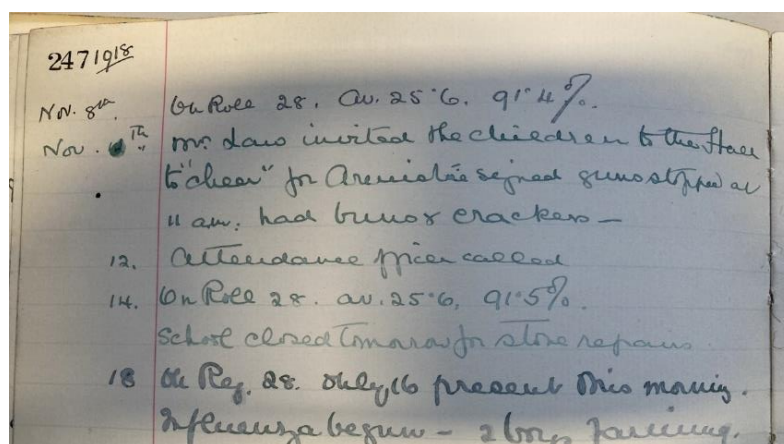 247 1918
Nov. 8th. On Roll 28. Av. 25·6. 91·4%.
Nov. Th Mr. Laws invited the children to the Hall
to "cheer" for Armistice signed guns stopped at
11 am. had buns & crackers —
12. Attendance officer called
14. On Roll 28. av. 25·6, 91·5%.
School closed tomorrow for stove repairs.
18 On Reg. 28. Only 16 present this morning.
Influenza begun - 2 boys